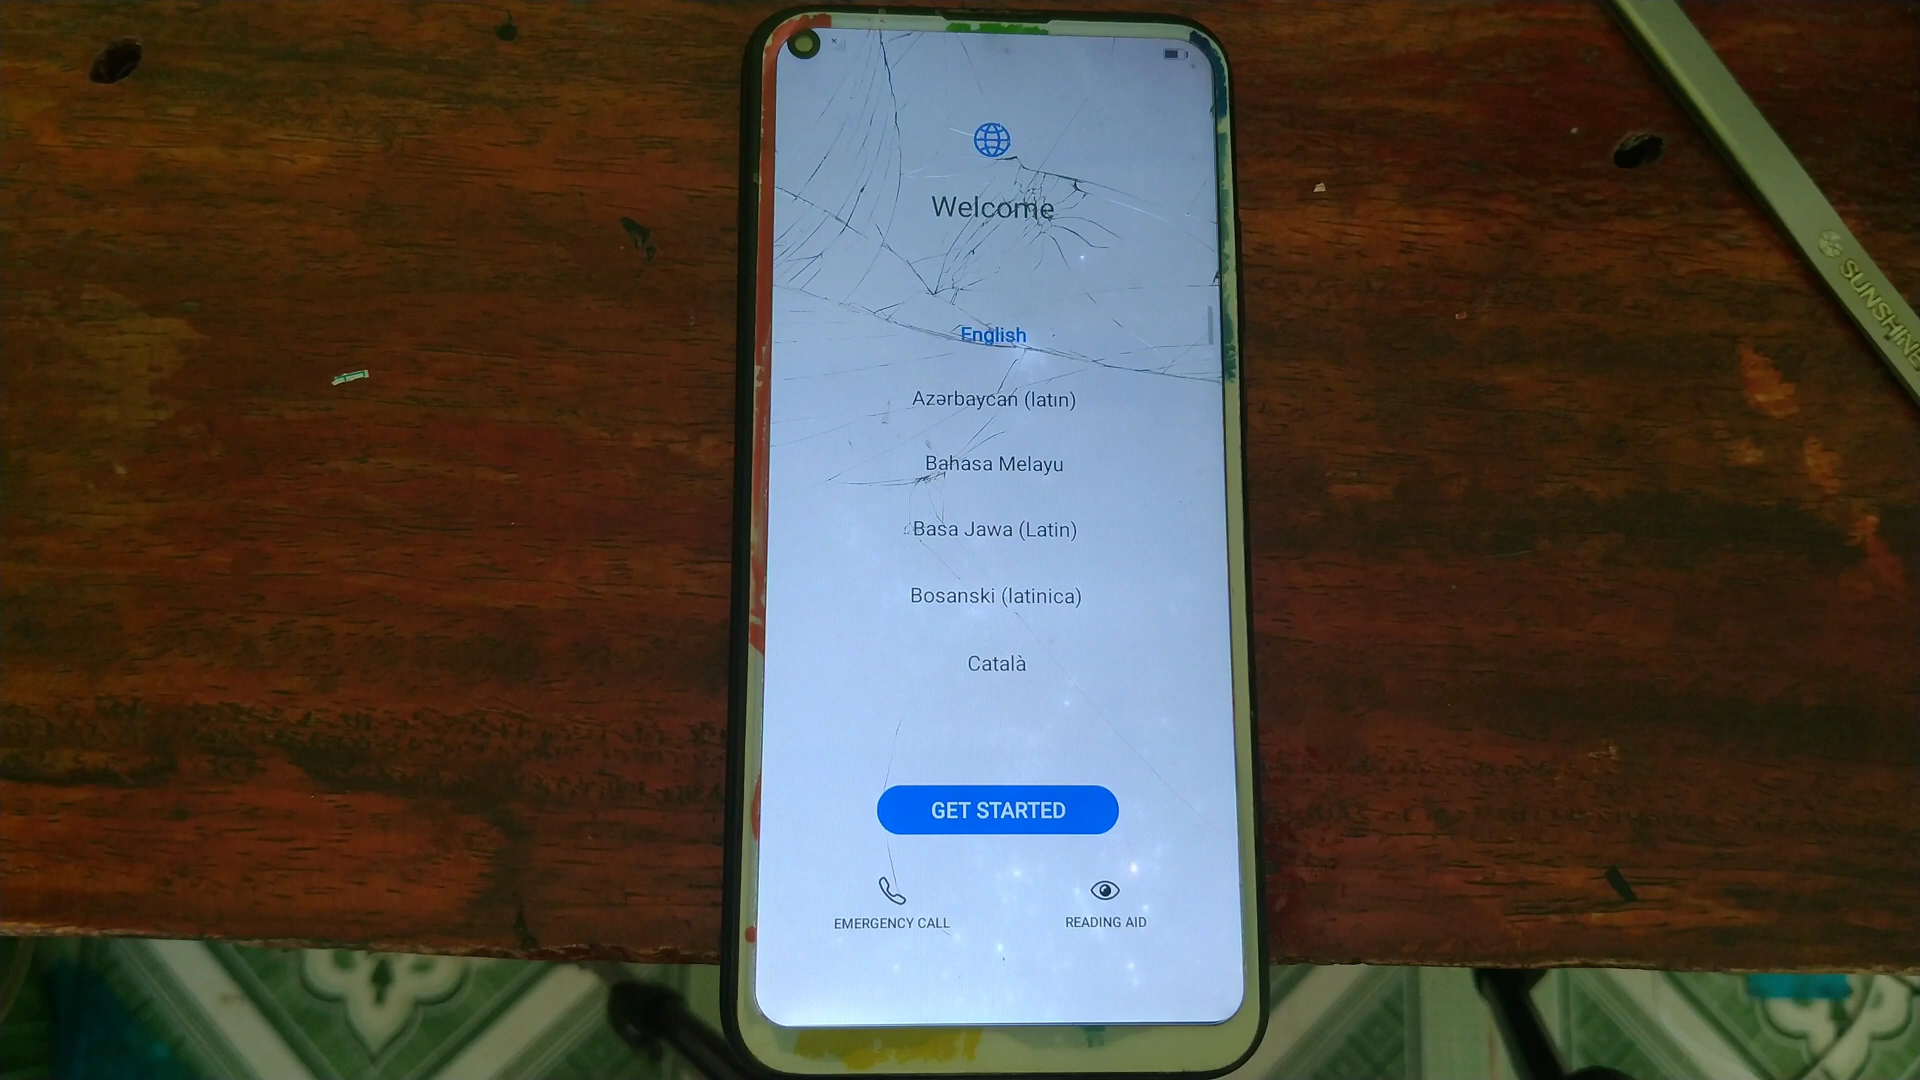 Welcome
English
Azərbaycan (latın)
Bahasa Melayu
Basa Jawa (Latin)
Bosanski (latinica)
Català
GET STARTED
EMERGENCY CALL
READING AID
SUNSHINE